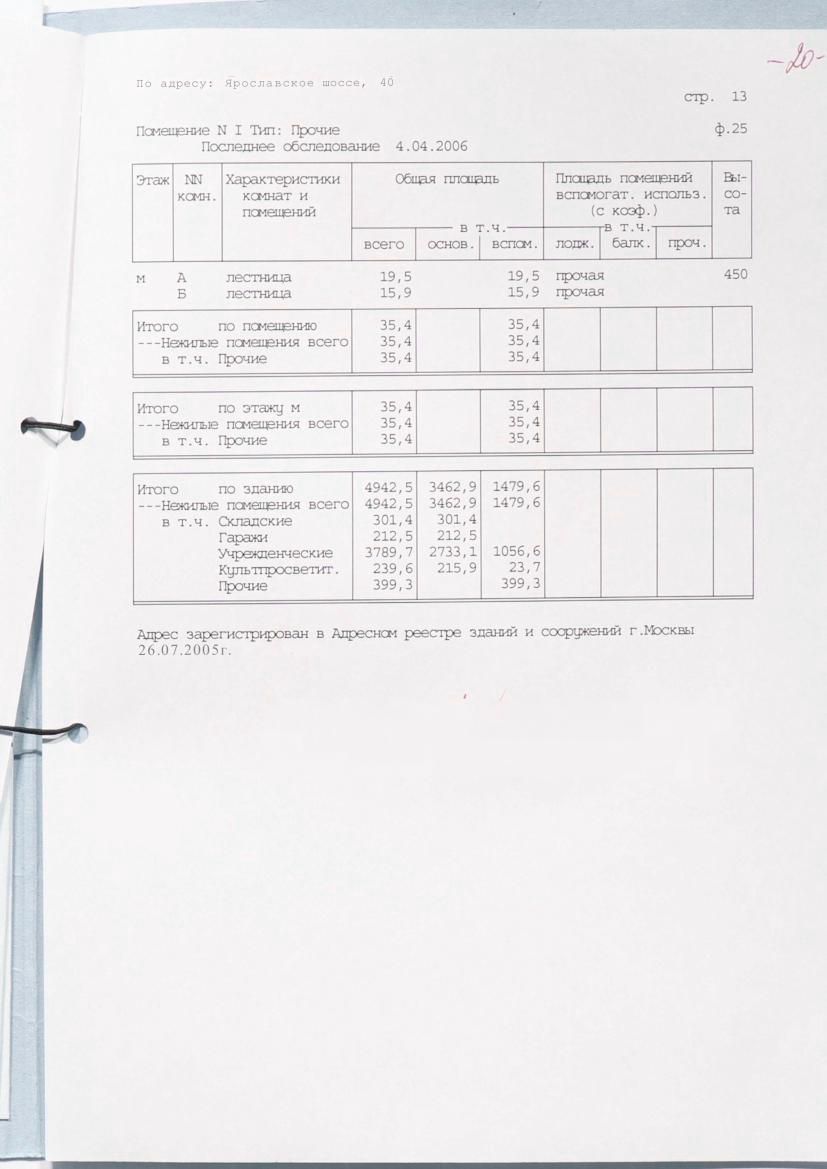 -20-
По адресу: Ярославское шоссе, 40
стр. 13
Помещение N I Тип: Прочие ф.25
Последнее обследование 4.04.2006
Этаж NN Характеристики Общая площадь Площадь помещений Вы-
комн. комнат и вспомогат. использ. со-
помещений (с коэф.) та
в т.ч. в т.ч.
всего основ. вспом. лодж. балк. проч.
м А лестница 19,5 19,5 прочая 450
Б лестница 15,9 15,9 прочая
Итого по помещению 35,4 35,4
---Нежилые помещения всего 35,4 35,4
в т.ч. Прочие 35,4 35,4
Итого по этажу м 35,4 35,4
---Нежилые помещения всего 35,4 35,4
в т.ч. Прочие 35,4 35,4
Итого по зданию 4942,5 3462,9 1479,6
---Нежилые помещения всего 4942,5 3462,9 1479,6
в т.ч. Складские 301,4 301,4
Гаражи 212,5 212,5
Учрежденческие 3789,7 2733,1 1056,6
Культпросветит. 239,6 215,9 23,7
Прочие 399,3 399,3
Адрес зарегистрирован в Адресном реестре зданий и сооружений г.Москвы
26.07.2005г.